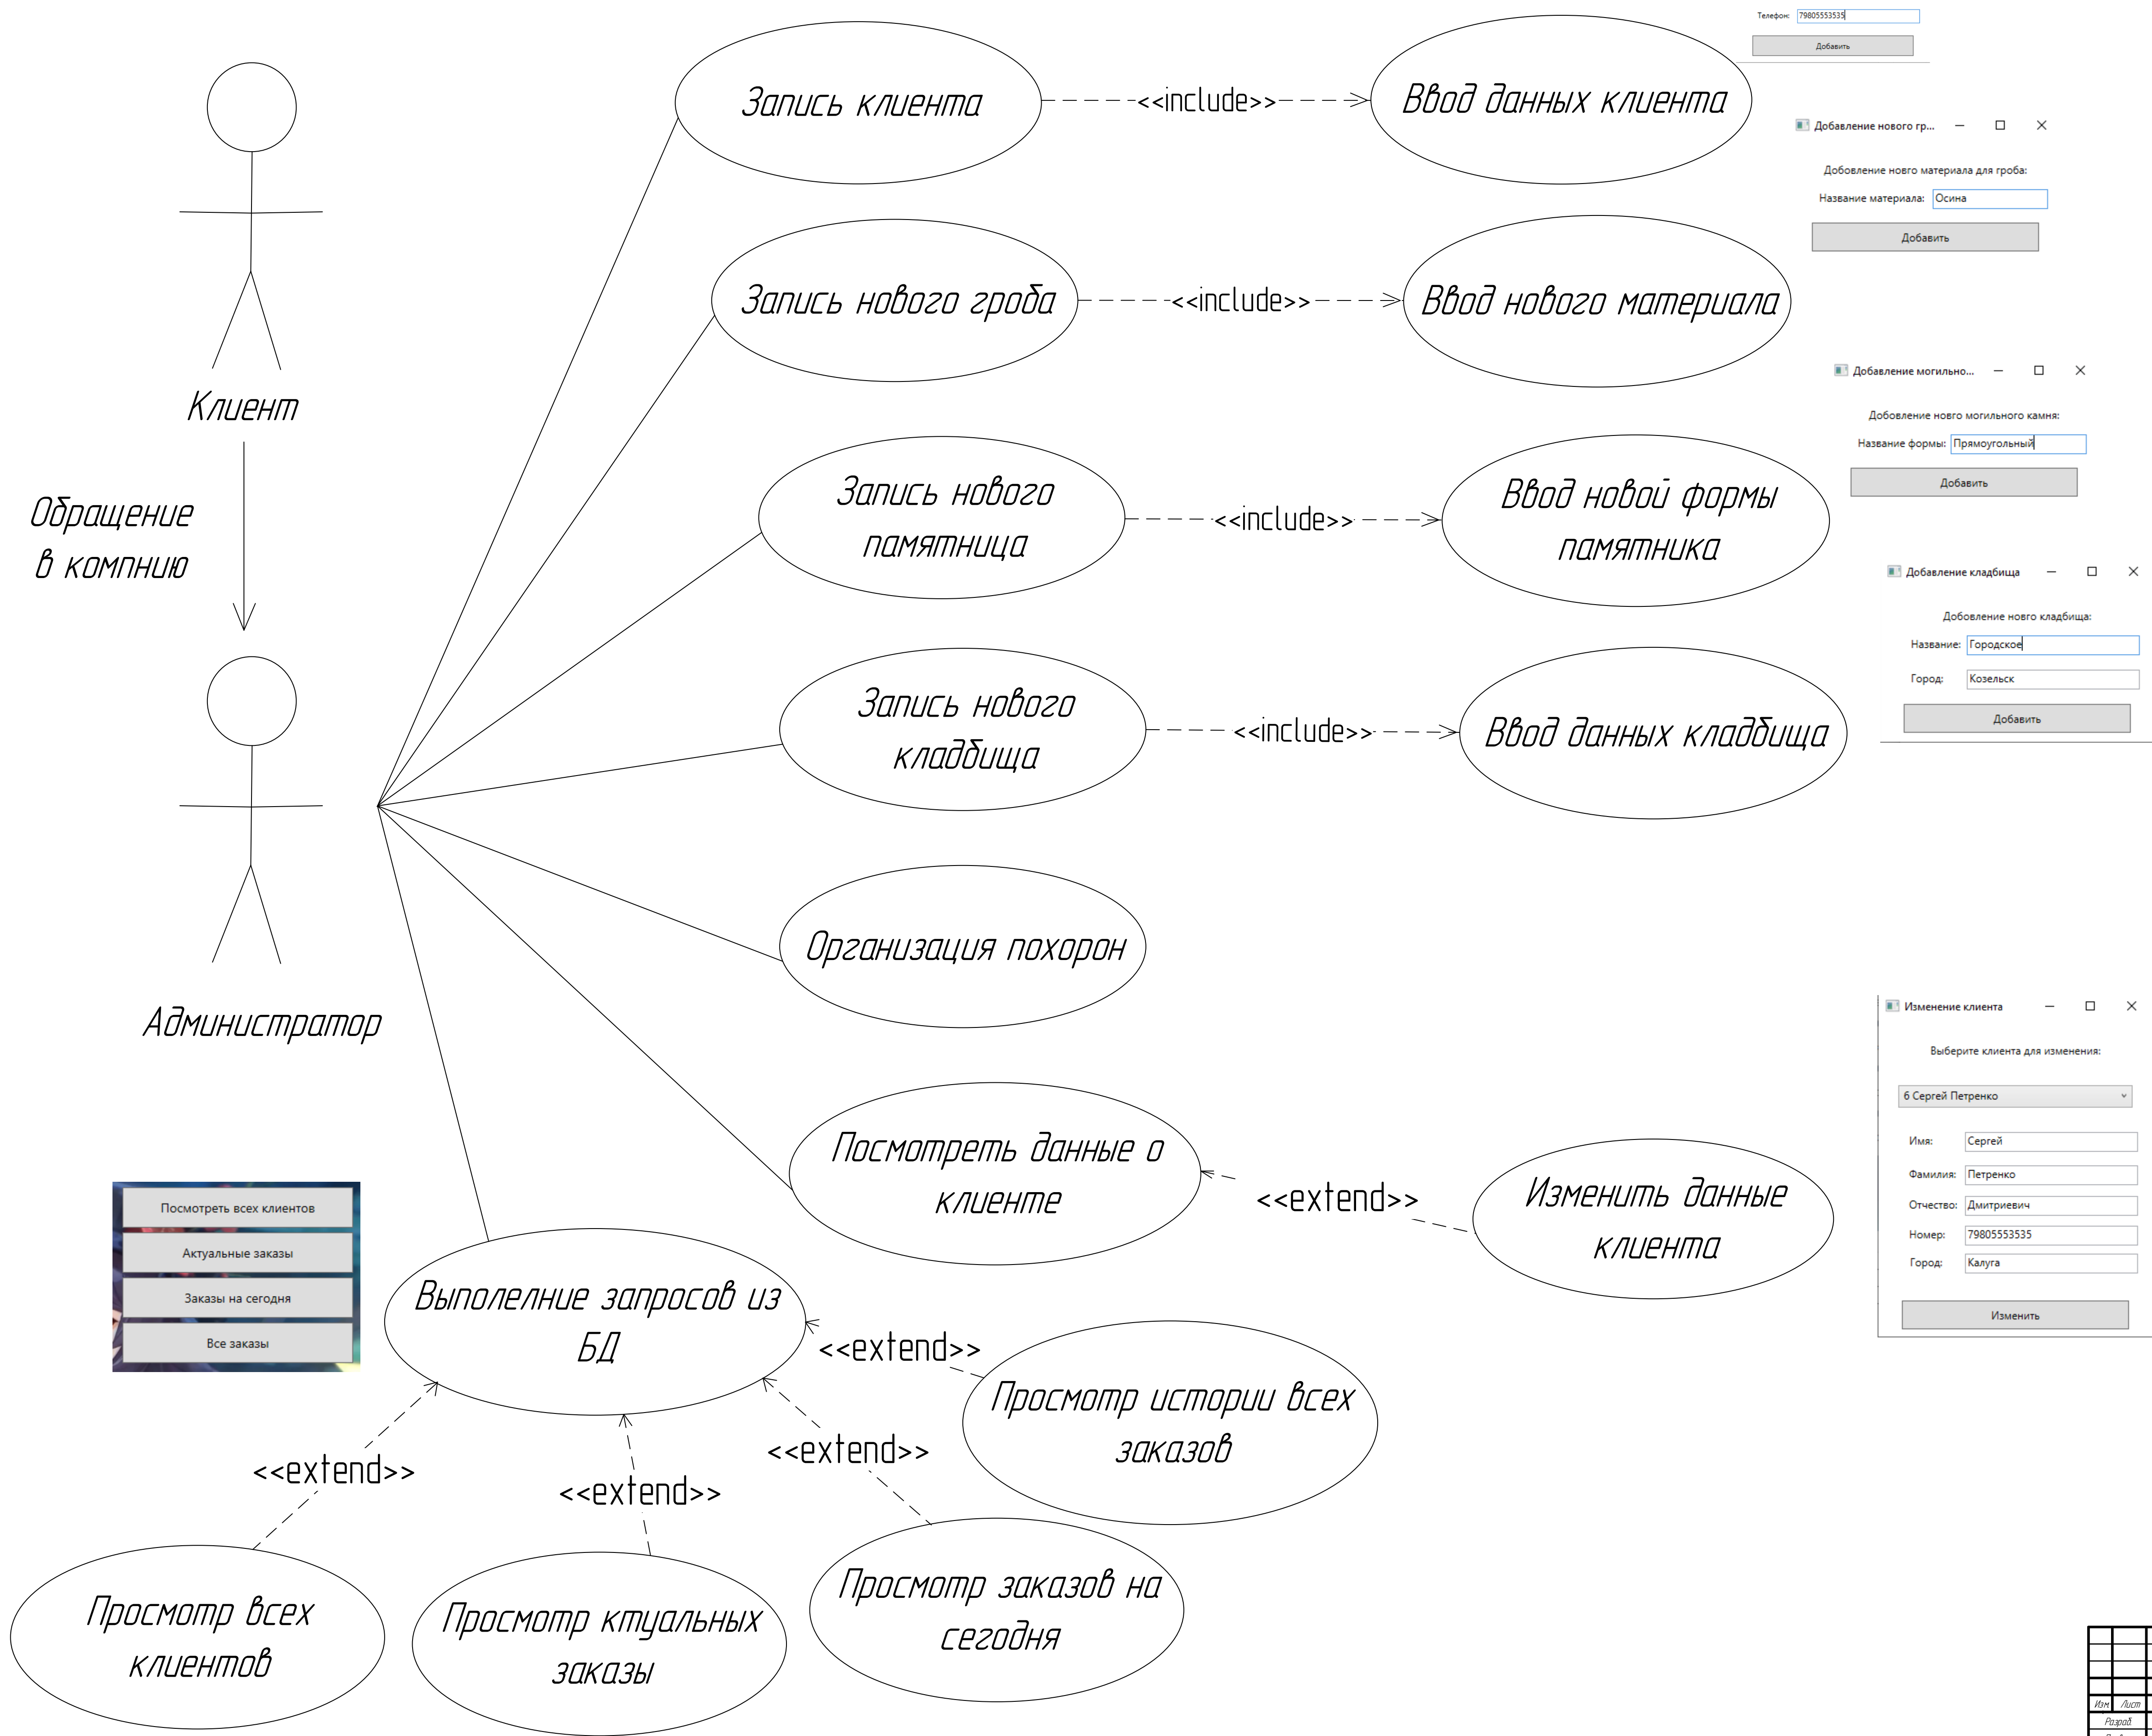 Телефон: 79805553535
Добавить
Запись клиента
<<include>>
Ввод данных клиента
Добавление нового гр...
Добовление новго материала для гроба:
Название материала: Осина
Добавить
Запись нового гроба
<<include>>
Ввод нового материала
Клиент
Добавление могильно...
Добовление новго могильного камня:
Название формы: Прямоугольный
Добавить
Обращение
в компнию
Запись нового
памятница
<<include>>
Ввод новой формы
памятника
Добавление кладбища
Добовление новго кладбища:
Название: Городское
Город: Козельск
Добавить
Запись нового
кладбища
<<include>>
Ввод данных кладбища
Организация похорон
Администратор
Изменение клиента
Выберите клиента для изменения:
6 Сергей Петренко
Имя: Сергей
Фамилия: Петренко
Отчество: Дмитриевич
Номер: 79805553535
Город: Калуга
Изменить
Посмотреть данные о
клиенте
<<extend>>
Изменить данные
клиента
Посмотреть всех клиентов
Актуальные заказы
Заказы на сегодня
Все заказы
Выполелние запросов из
БД
<<extend>>
Просмотр истории всех
заказов
<<extend>>
<<extend>>
<<extend>>
Просмотр всех
клиентов
Просмотр ктуальных
заказы
Просмотр заказов на
сегодня
Изм Лист
Разраб.